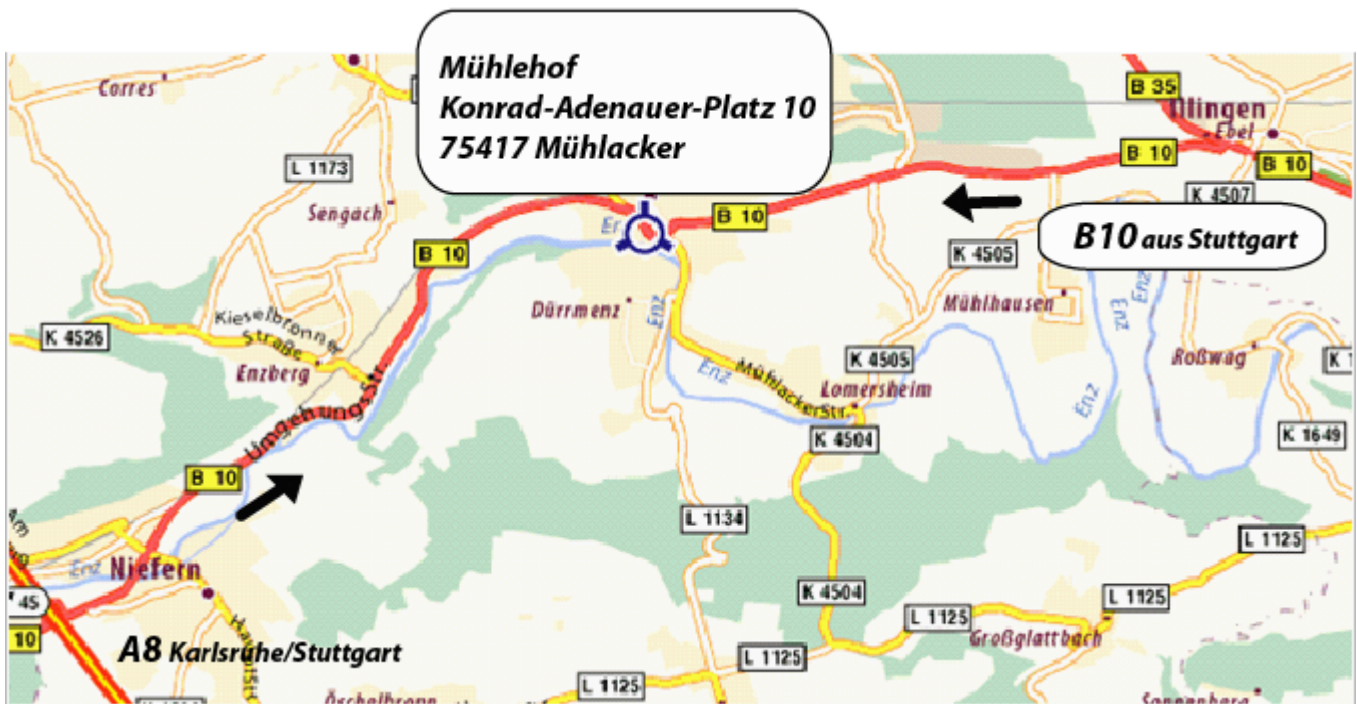 Mühlehof
Konrad-Adenauer-Platz 10
75417 Mühlacker
Corres
B 35
Illingen
Ebel
B 10
B 10
L 1173
Sengach
K 4507
B 10
B10 aus Stuttgart
B 10
K 4505
Mühlhausen
Enz
Enz
Dürrmenz
Enz
Kieselbronner
Straße
K 4526
Enzberg
K 4505
Roßwag
Enz
Mühlacker Str.
Lomersheim
Enz
UmgehungsStr.
K 4504
K 1649
B 10
L 1134
L 1125
Enz
Niefern
45
K 4504
L 1125
L 1125
10
Großglattbach
A8 Karlsruhe/Stuttgart
L 1125
L 1125